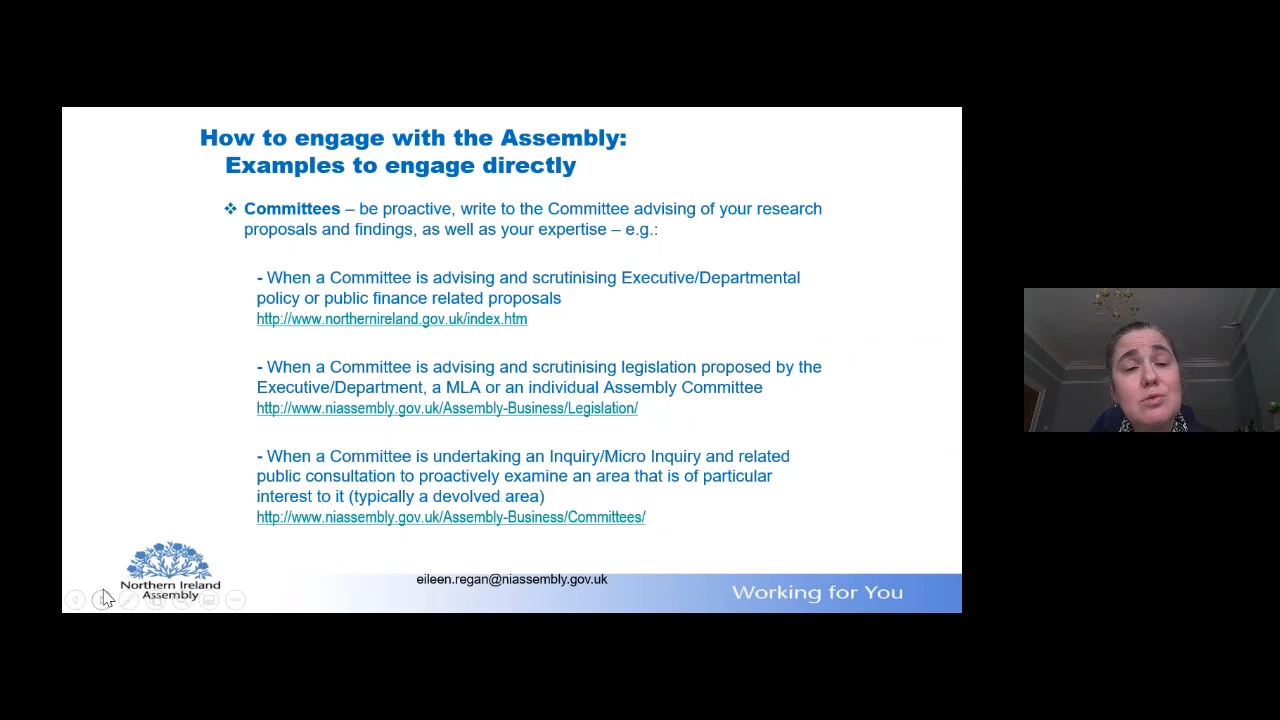 How to engage with the Assembly:
Examples to engage directly
❖ Committees – be proactive, write to the Committee advising of your research
proposals and findings, as well as your expertise – e.g.:
- When a Committee is advising and scrutinising Executive/Departmental
policy or public finance related proposals
http://www.northernireland.gov.uk/index.htm
- When a Committee is advising and scrutinising legislation proposed by the
Executive/Department, a MLA or an individual Assembly Committee
http://www.niassembly.gov.uk/Assembly-Business/Legislation/
- When a Committee is undertaking an Inquiry/Micro Inquiry and related
public consultation to proactively examine an area that is of particular
interest to it (typically a devolved area)
http://www.niassembly.gov.uk/Assembly-Business/Committees/
Northern Ireland
Assembly
eileen.regan@niassembly.gov.uk
Working for You